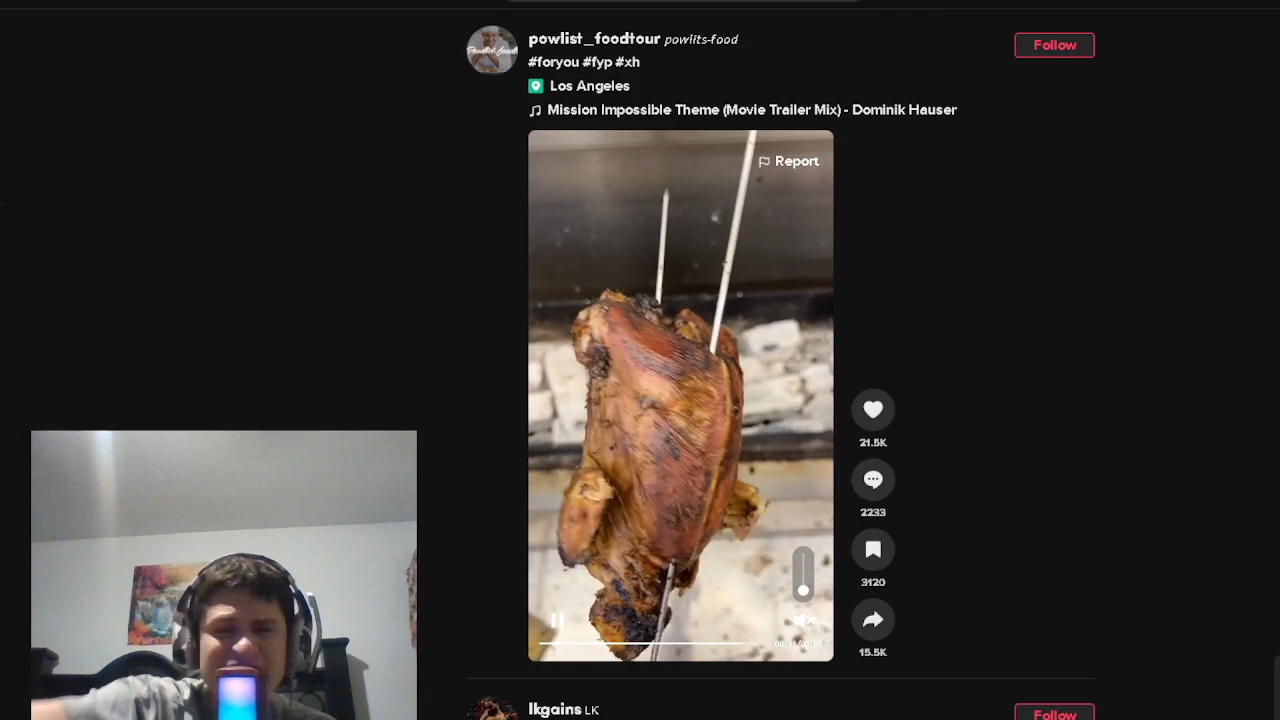 powlist_foodtour powlits-food
Follow
#foryou #fyp #xh
Los Angeles
Mission Impossible Theme (Movie Trailer Mix) - Dominik Hauser
Report
21.5K
2233
3120
15.5K
lkgains LK
Follow